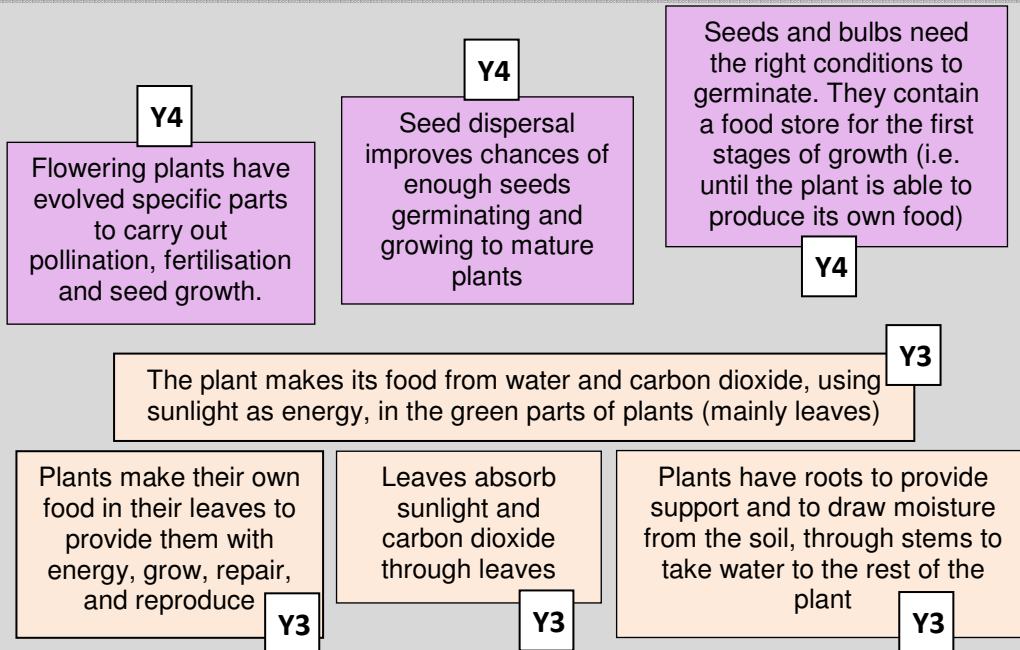 Y4
Flowering plants have
evolved specific parts
to carry out
pollination, fertilisation
and seed growth.
Y4
Seed dispersal
improves chances of
enough seeds
germinating and
growing to mature
plants
Seeds and bulbs need
the right conditions to
germinate. They contain
a food store for the first
stages of growth (i.e.
until the plant is able to
produce its own food)
Y4
Y3
The plant makes its food from water and carbon dioxide, using
sunlight as energy, in the green parts of plants (mainly leaves)
Plants make their own
food in their leaves to
provide them with
energy, grow, repair,
and reproduce
Y3
Leaves absorb
sunlight and
carbon dioxide
through leaves
Y3
Plants have roots to provide
support and to draw moisture
from the soil, through stems to
take water to the rest of the
plant
Y3